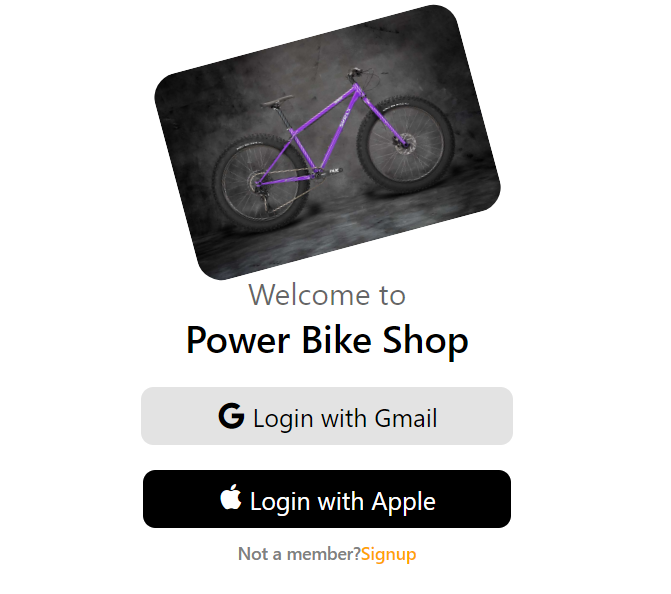 Welcome to
Power Bike Shop
G Login with Gmail
Login with Apple
Not a member?Signup